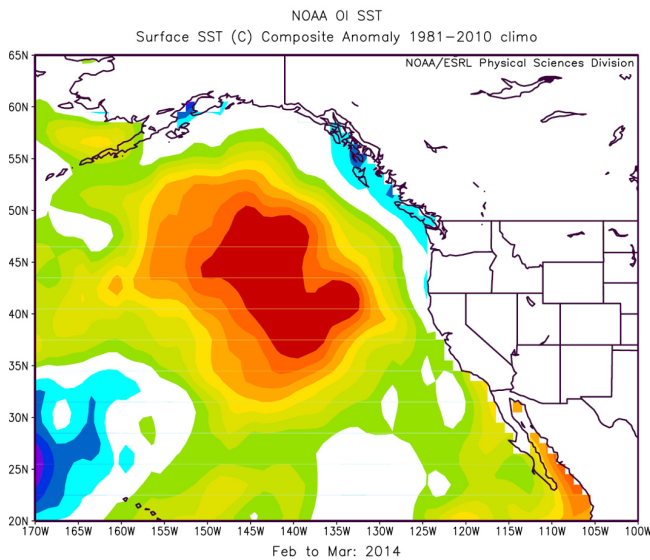 NOAA OI SST
Surface SST (C) Composite Anomaly 1981−2010 climo
NOAA/ESRL Physical Sciences Division
65N
60N
55N
50N
45N
40N
35N
30N
25N
20N
170W 165W 160W 155W 150W 145W 140W 135W 130W 125W 120W 115W 110W 105W 100W
Feb to Mar: 2014